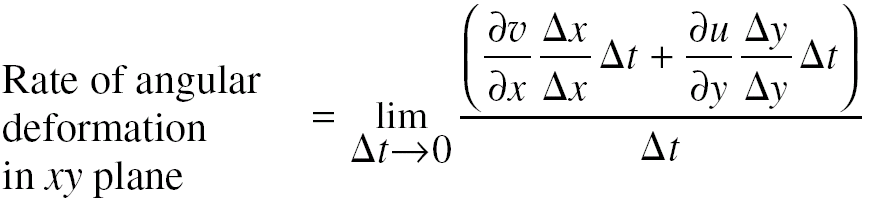 Rate of angular
deformation
in xy plane
= lim Δt→0 (∂v/∂x Δx/Δx Δt + ∂u/∂y Δy/Δy Δt) / Δt